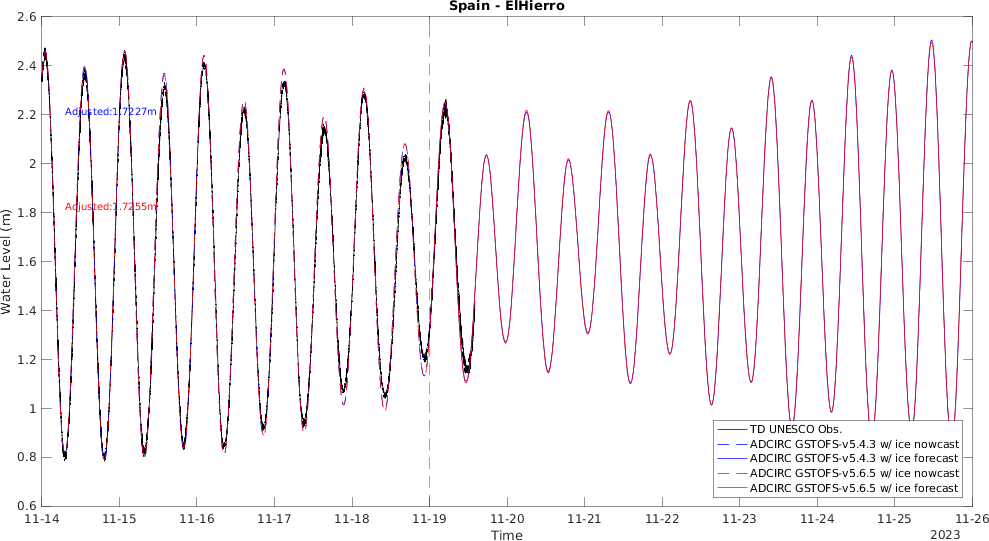 Spain - ElHierro
2.6
2.4
2.2
2
1.8
1.6
1.4
1.2
1
0.8
0.6
Water Level (m)
Adjusted:1.7227m
Adjusted:1.7255m
TD UNESCO Obs.
ADCIRC GSTOFS-v5.4.3 w/ ice nowcast
ADCIRC GSTOFS-v5.4.3 w/ ice forecast
ADCIRC GSTOFS-v5.6.5 w/ ice nowcast
ADCIRC GSTOFS-v5.6.5 w/ ice forecast
11-14 11-15 11-16 11-17 11-18 11-19 11-20 11-21 11-22 11-23 11-24 11-25 11-26
Time
2023